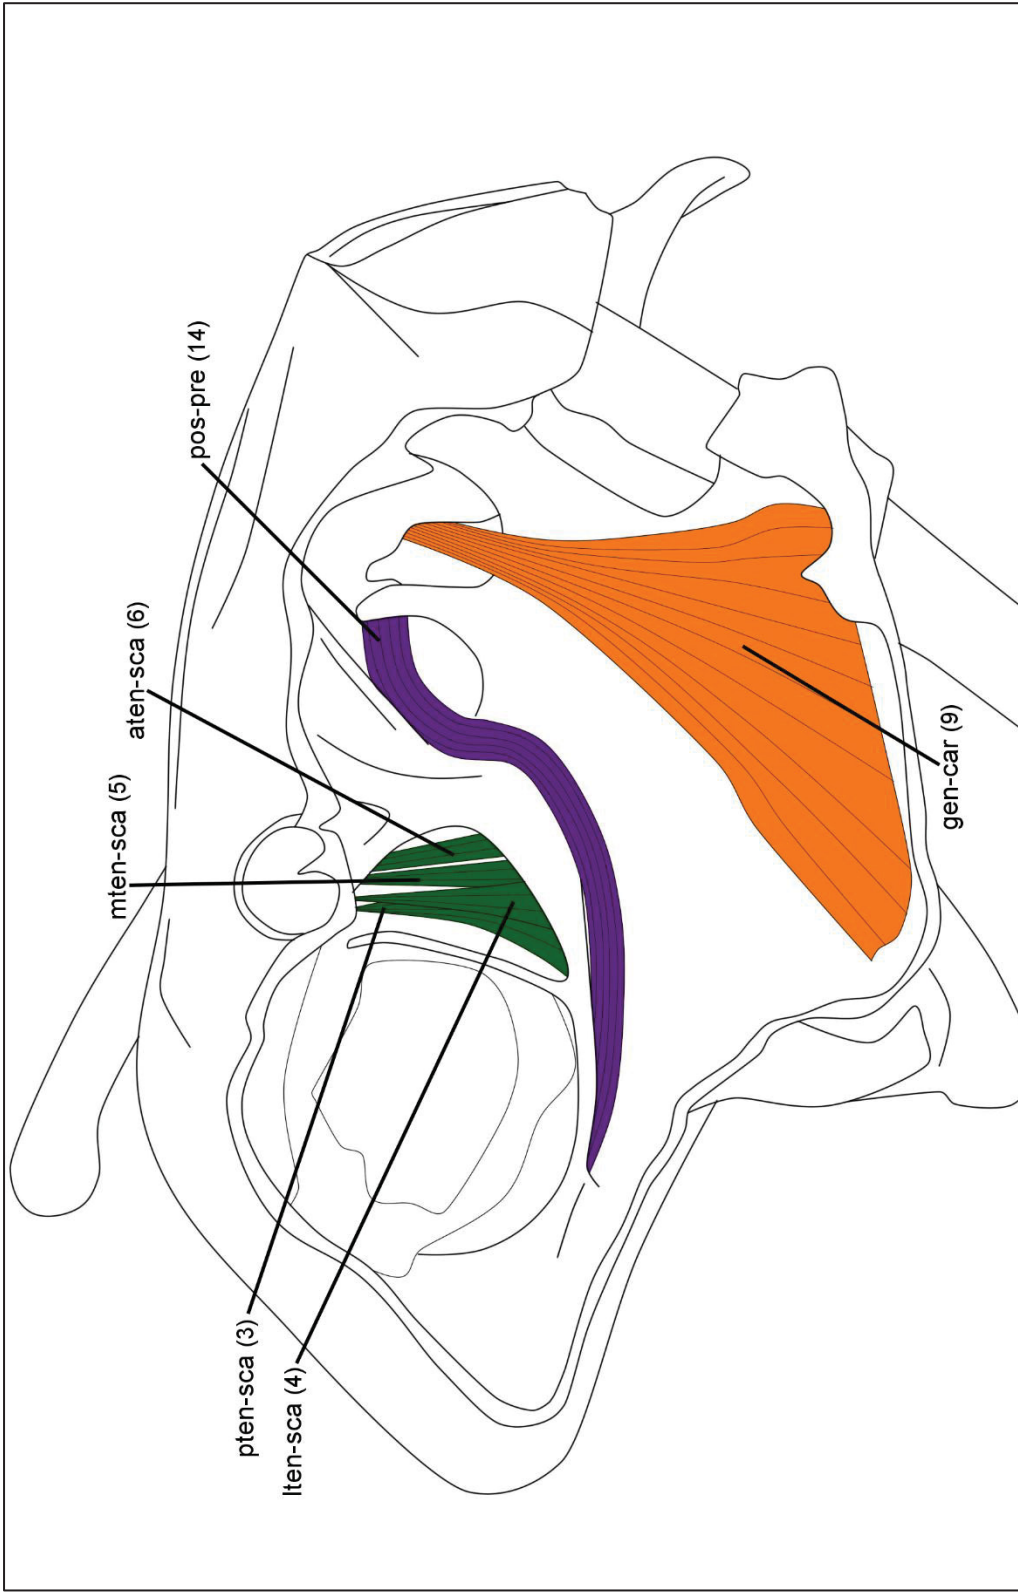 pten-sca (3)
lten-sca (4)
mten-sca (5)
aten-sca (6)
pos-pre (14)
gen-car (9)